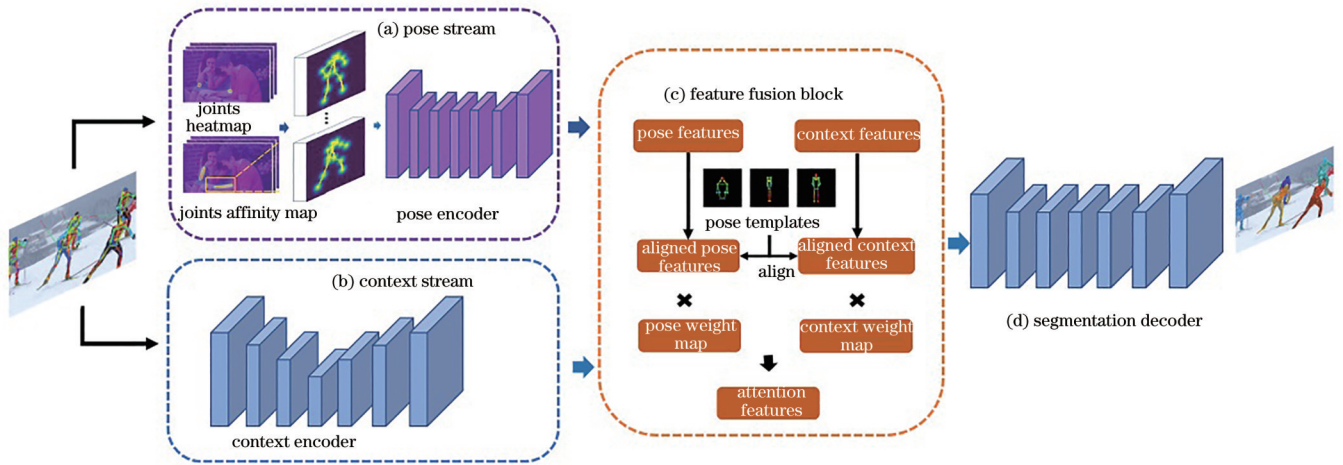 (a) pose stream
joints
heatmap
joints affinity map
pose encoder
(b) context stream
context encoder
(c) feature fusion block
pose features
context features
pose templates
aligned pose
features
align
aligned context
features
pose weight
map
context weight
map
attention
features
(d) segmentation decoder